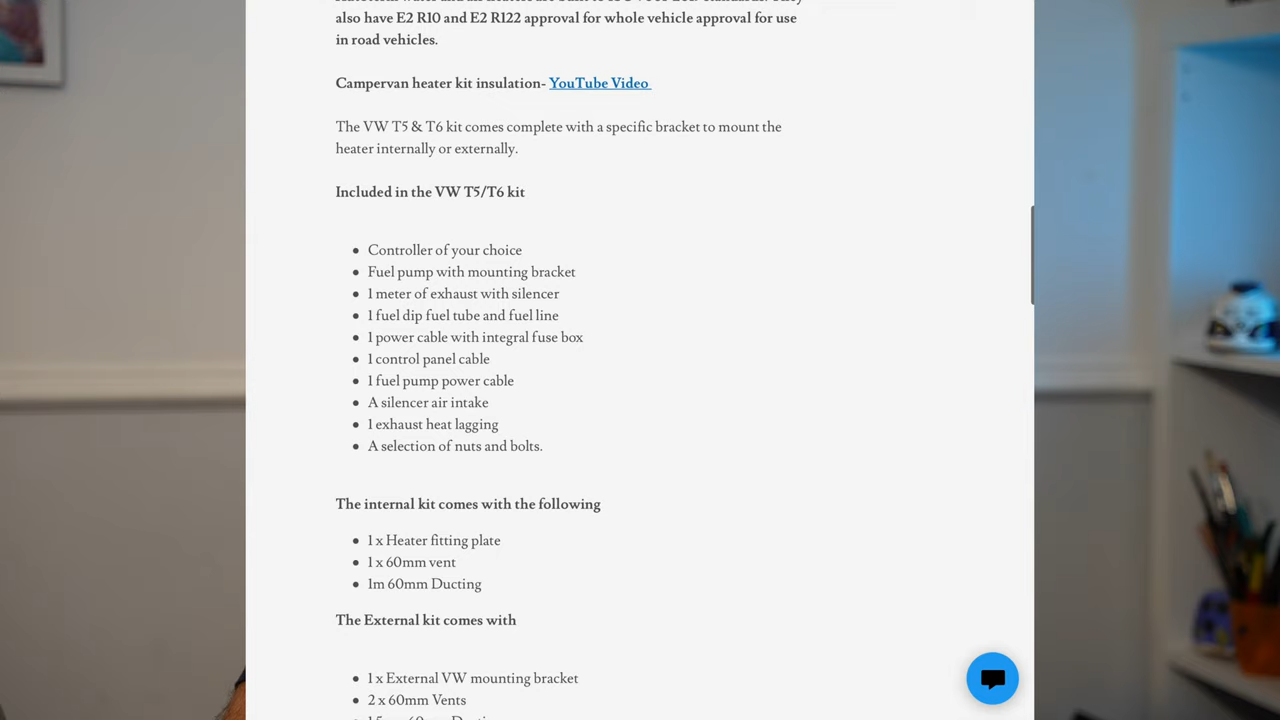 also have E2 R10 and E2 R122 approval for whole vehicle approval for use
in road vehicles.
Campervan heater kit insulation- YouTube Video
The VW T5 & T6 kit comes complete with a specific bracket to mount the
heater internally or externally.
Included in the VW T5/T6 kit
• Controller of your choice
• Fuel pump with mounting bracket
• 1 meter of exhaust with silencer
• 1 fuel dip fuel tube and fuel line
• 1 power cable with integral fuse box
• 1 control panel cable
• 1 fuel pump power cable
• A silencer air intake
• 1 exhaust heat lagging
• A selection of nuts and bolts.
The internal kit comes with the following
• 1 x Heater fitting plate
• 1 x 60mm vent
• 1m 60mm Ducting
The External kit comes with
• 1 x External VW mounting bracket
• 2 x 60mm Vents